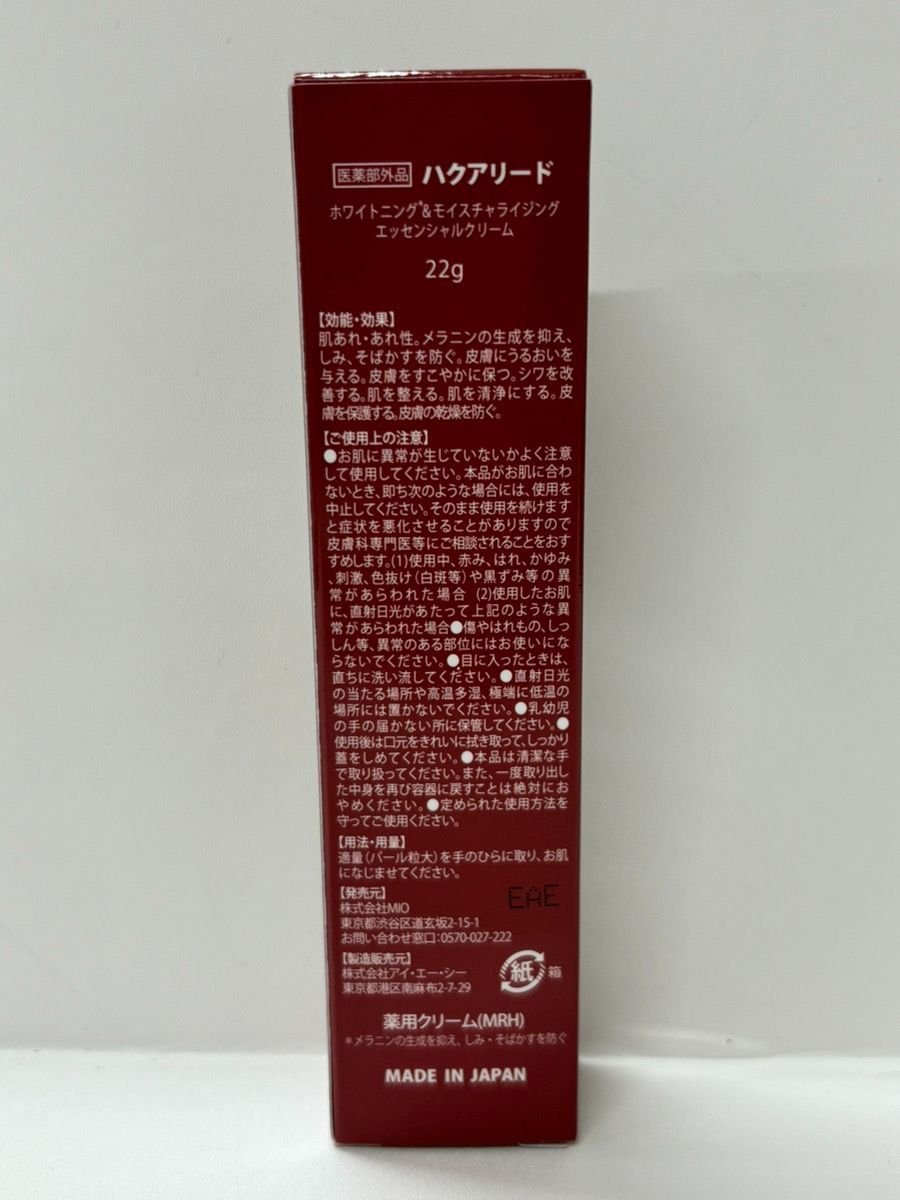 医薬部外品 ハクアリード
ホワイトニング*&モイスチャライジング
エッセンシャルクリーム
22g
【効能・効果】
肌あれ・あれ性。メラニンの生成を抑え、
しみ、そばかすを防ぐ。皮膚にうるおいを
与える。皮膚をすこやかに保つ。シワを改
善する。肌を整える。肌を清浄にする。皮
膚を保護する。皮膚の乾燥を防ぐ。
【ご使用上の注意】
●お肌に異常が生じていないかよく注意
して使用してください。本品がお肌に合わ
ないとき、即ち次のような場合には、使用を
中止してください。そのまま使用を続けます
と症状を悪化させることがありますので
皮膚科専門医等にご相談されることをおす
すめします。(1)使用中、赤み、はれ、かゆみ
、刺激、色抜け(白斑等)や黒ずみ等の異
常があらわれた場合 (2)使用したお肌
に、直射日光があたって上記のような異
常があらわれた場合●傷やはれもの、しっ
しん等、異常のある部位にはお使いにな
らないでください。●目に入ったときは、
直ちに洗い流してください。●直射日光
の当たる場所や高温多湿、極端に低温の
場所には置かないでください。●乳幼児
の手の届かない所に保管してください。●
使用後は口元をきれいに拭き取って、しっかり
蓋をしめてください。●本品は清潔な手
で取り扱ってください。また、一度取り出し
た中身を再び容器に戻すことは絶対にお
やめください。●定められた使用方法を
守ってご使用ください。
【用法・用量】
適量(パール粒大)を手のひらに取り、お肌
になじませてください。
【発売元】
株式会社MIO
東京都渋谷区道玄坂2-15-1
お問い合わせ窓口:0570-027-222
EAE
【製造販売元】
株式会社アイ・エー・シー
東京都港区南麻布2-7-29
紙 箱
薬用クリーム(MRH)
*メラニンの生成を抑え、しみ・そばかすを防ぐ
MADE IN JAPAN